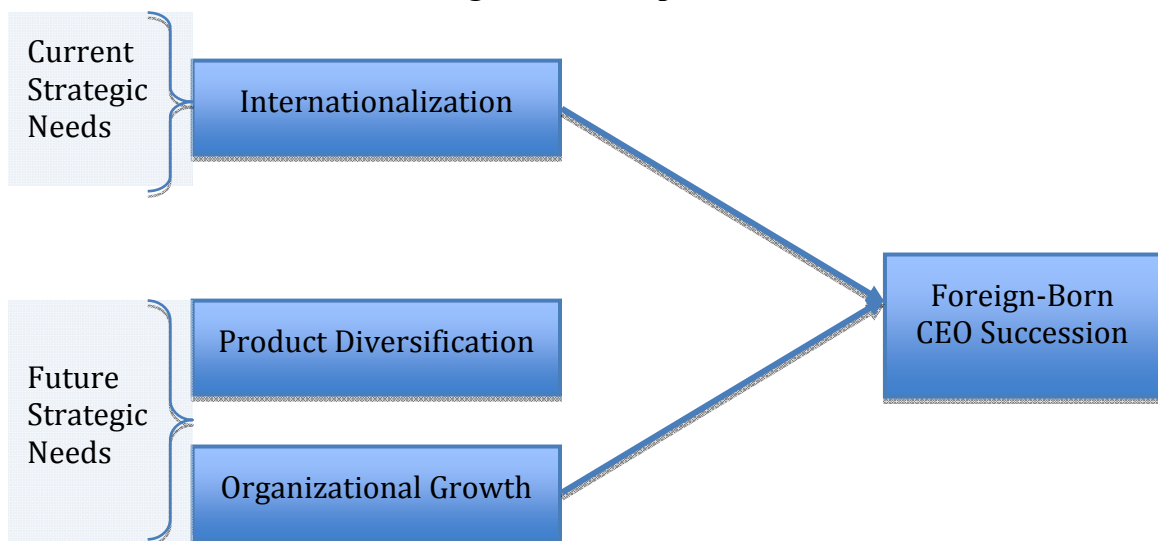 Current
Strategic
Needs
Internationalization
Foreign-Born
CEO Succession
Product Diversification
Future
Strategic
Needs
Organizational Growth